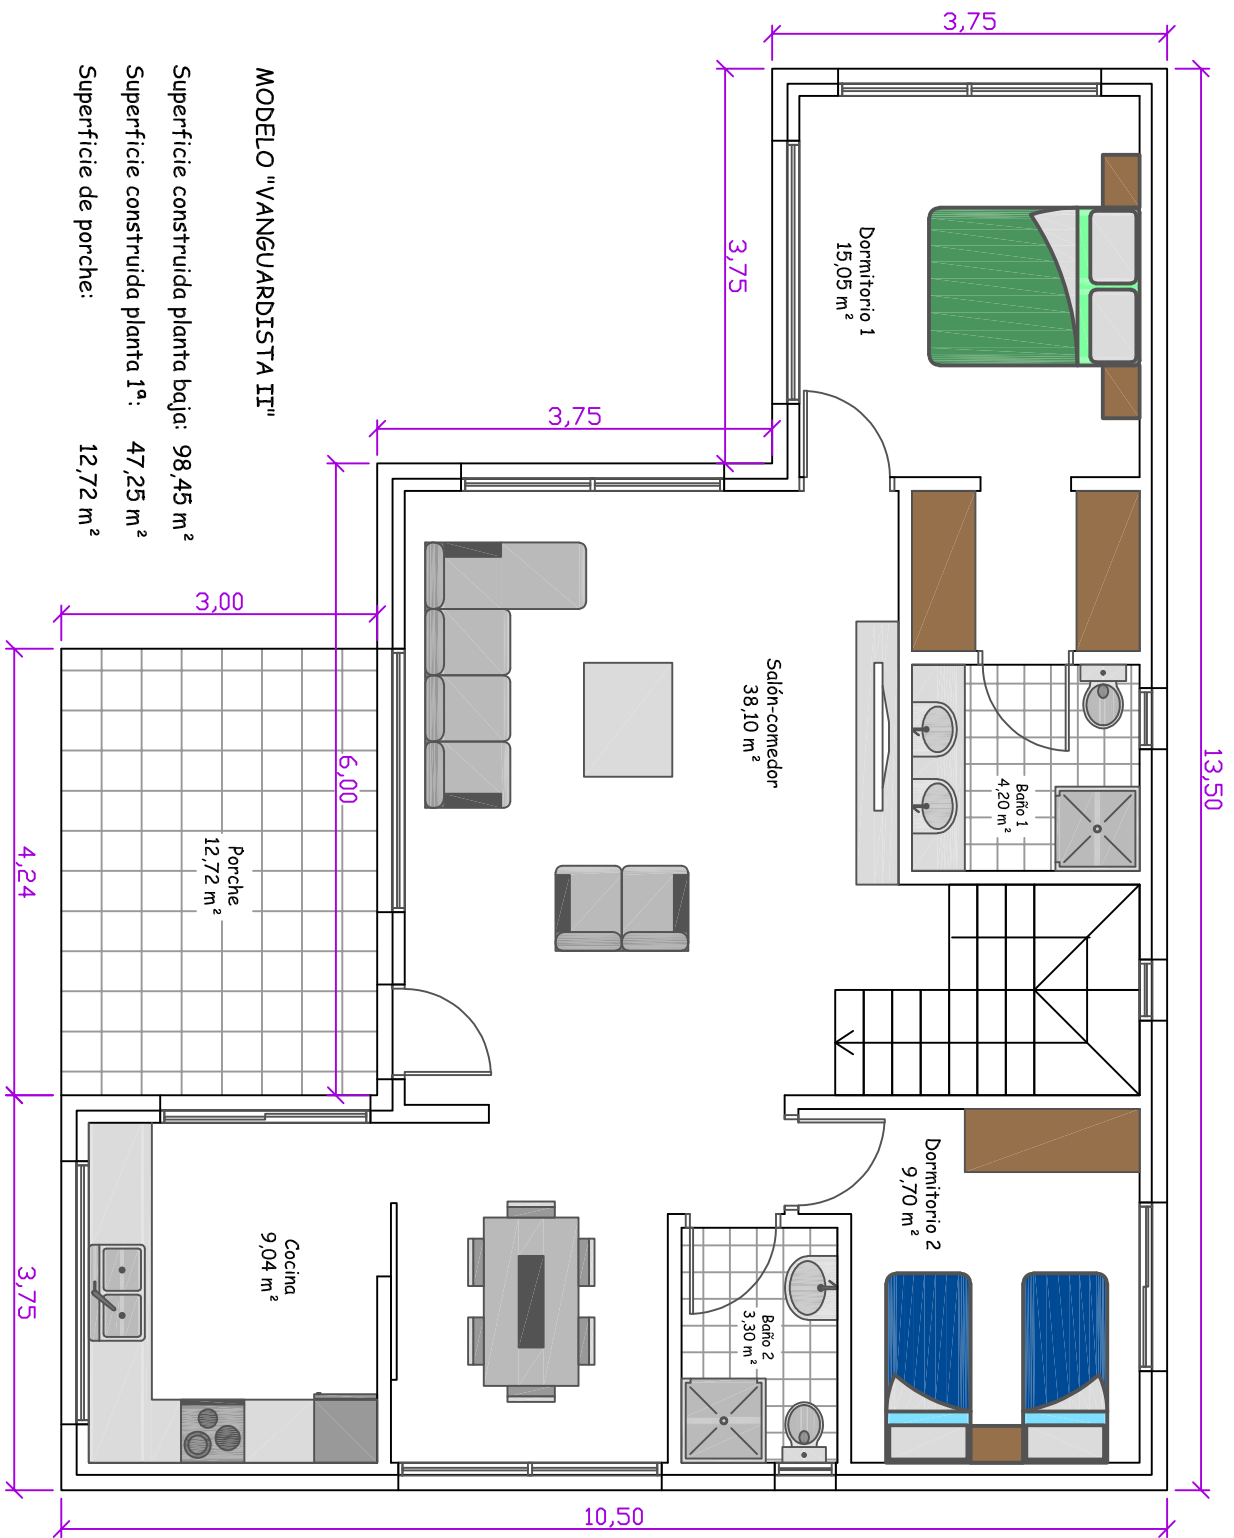 MODELO "VANGUARDISTA II"
Superficie construida planta baja: 98,45 m²
Superficie construida planta 1ª: 47,25 m²
Superficie de porche: 12,72 m²
3,75
3,75
3,75
3,00
6,00
4,24
3,75
13,50
10,50
Dormitorio 1
15,05 m²
Salón-comedor
38,10 m²
Baño 1
4,20 m²
Porche
12,72 m²
Dormitorio 2
9,70 m²
Baño 2
3,30 m²
Cocina
9,04 m²